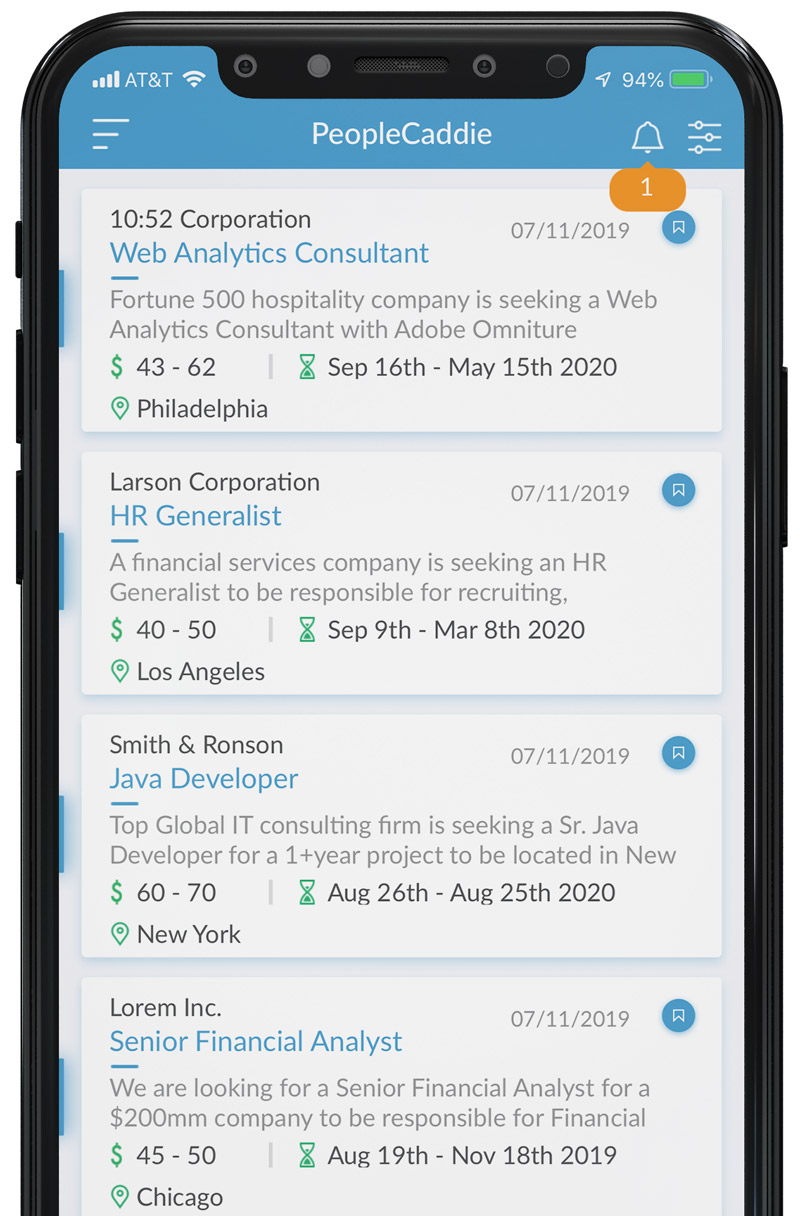 AT&T 94%
PeopleCaddie
1
10:52 Corporation
07/11/2019
Web Analytics Consultant
Fortune 500 hospitality company is seeking a Web
Analytics Consultant with Adobe Omniture
$ 43 - 62 | Sep 16th - May 15th 2020
Philadelphia
Larson Corporation
07/11/2019
HR Generalist
A financial services company is seeking an HR
Generalist to be responsible for recruiting,
$ 40 - 50 | Sep 9th - Mar 8th 2020
Los Angeles
Smith & Ronson
07/11/2019
Java Developer
Top Global IT consulting firm is seeking a Sr. Java
Developer for a 1+year project to be located in New
$ 60 - 70 | Aug 26th - Aug 25th 2020
New York
Lorem Inc.
07/11/2019
Senior Financial Analyst
We are looking for a Senior Financial Analyst for a
$200mm company to be responsible for Financial
$ 45 - 50 | Aug 19th - Nov 18th 2019
Chicago